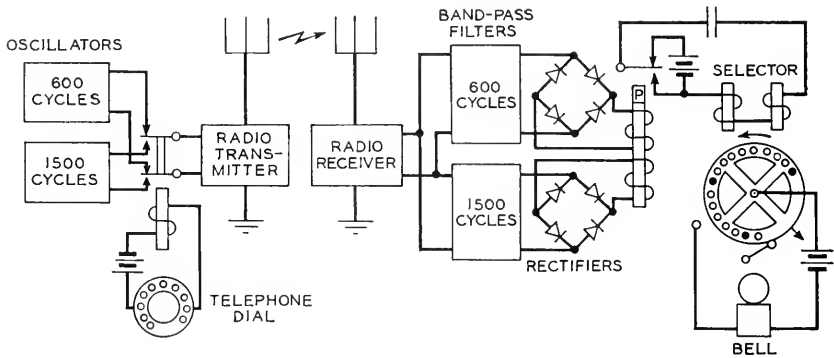 OSCILLATORS
600
CYCLES
1500
CYCLES
RADIO
TRANS-
MITTER
TELEPHONE
DIAL
RADIO
RECEIVER
BAND-PASS
FILTERS
600
CYCLES
1500
CYCLES
RECTIFIERS
P
SELECTOR
BELL